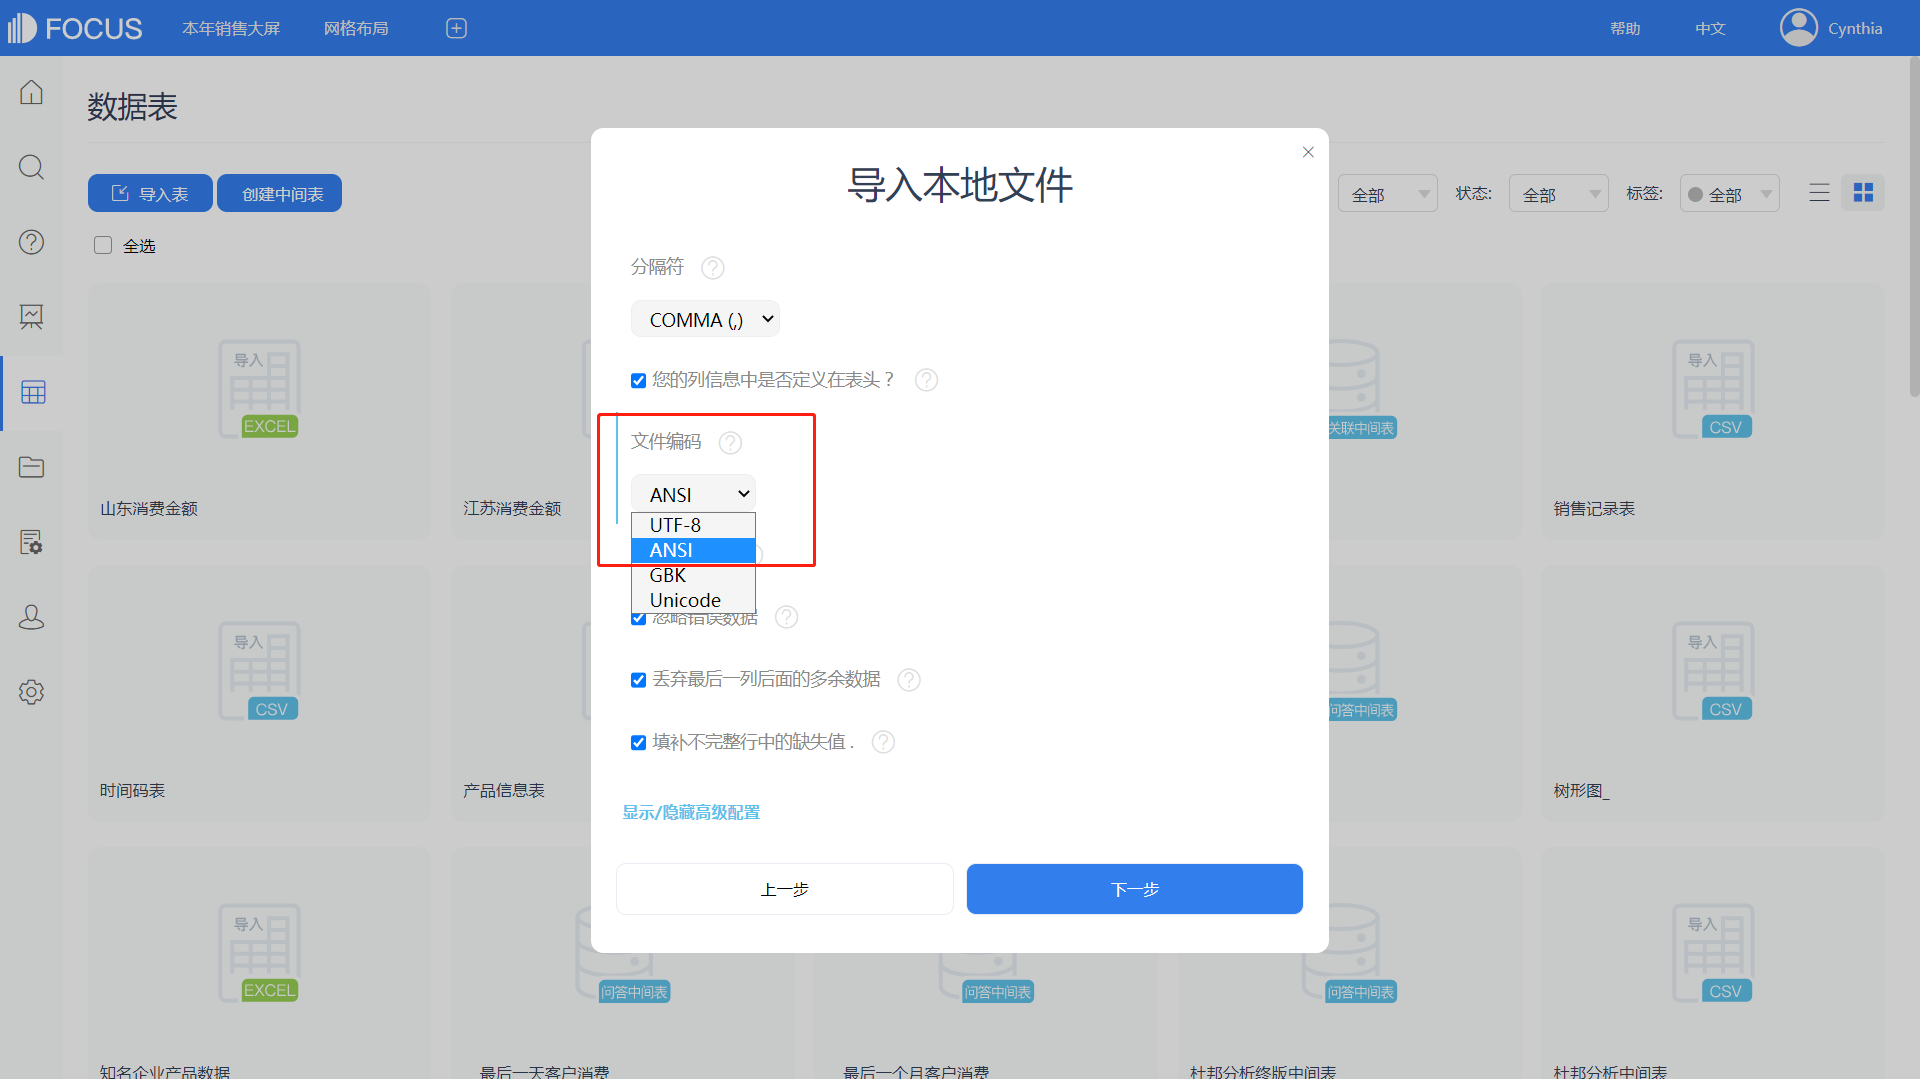 FOCUS 本年销售大屏 网格布局 帮助 中文 Cynthia
数据表
导入表 创建中间表
全选
全部 状态: 全部 标签: 全部
导入本地文件
分隔符
COMMA (,)
您的列信息中是否定义在表头？
文件编码
ANSI
UTF-8
ANSI
GBK
Unicode
忽略错误数据
丢弃最后一列后面的多余数据
填补不完整行中的缺失值 .
显示/隐藏高级配置
上一步 下一步
导入 EXCEL
山东消费金额
江苏消费金额
关联中间表
导入 CSV
销售记录表
导入 CSV
时间码表
产品信息表
问答中间表
导入 CSV
树形图_
导入 EXCEL
知名企业产品数据
问答中间表
最后一天客户消费
问答中间表
最后一个月客户消费
问答中间表
杜邦分析终版中间表
导入 CSV
杜邦分析中间表